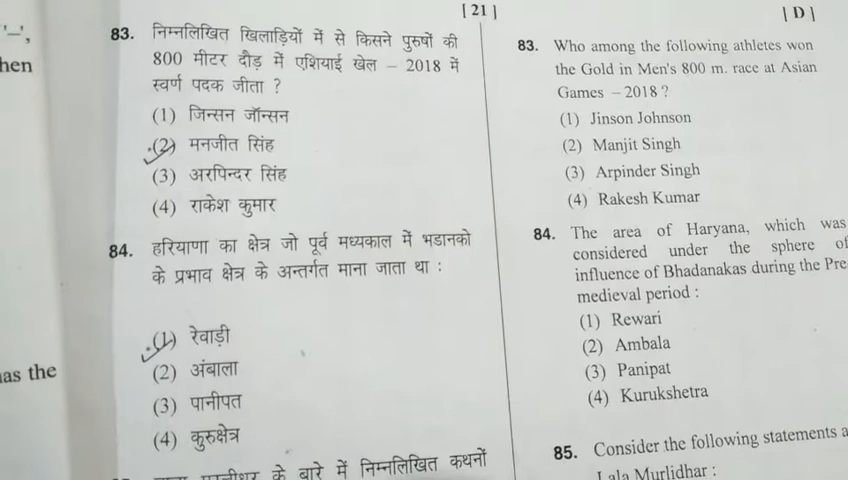 [ 21 ]
[ D ]
'–',
hen
as the
83. निम्नलिखित खिलाड़ियों में से किसने पुरुषों की
800 मीटर दौड़ में एशियाई खेल – 2018 में
स्वर्ण पदक जीता ?
(1) जिन्सन जॉन्सन
(2) मनजीत सिंह
(3) अरपिन्दर सिंह
(4) राकेश कुमार
84. हरियाणा का क्षेत्र जो पूर्व मध्यकाल में भडानको
के प्रभाव क्षेत्र के अन्तर्गत माना जाता था :
(1) रेवाड़ी
(2) अंबाला
(3) पानीपत
(4) कुरुक्षेत्र
के बारे में निम्नलिखित कथनों
83. Who among the following athletes won
the Gold in Men's 800 m. race at Asian
Games – 2018 ?
(1) Jinson Johnson
(2) Manjit Singh
(3) Arpinder Singh
(4) Rakesh Kumar
84. The area of Haryana, which was
considered under the sphere of
influence of Bhadanakas during the Pre
medieval period :
(1) Rewari
(2) Ambala
(3) Panipat
(4) Kurukshetra
85. Consider the following statements a
Lala Murlidhar :